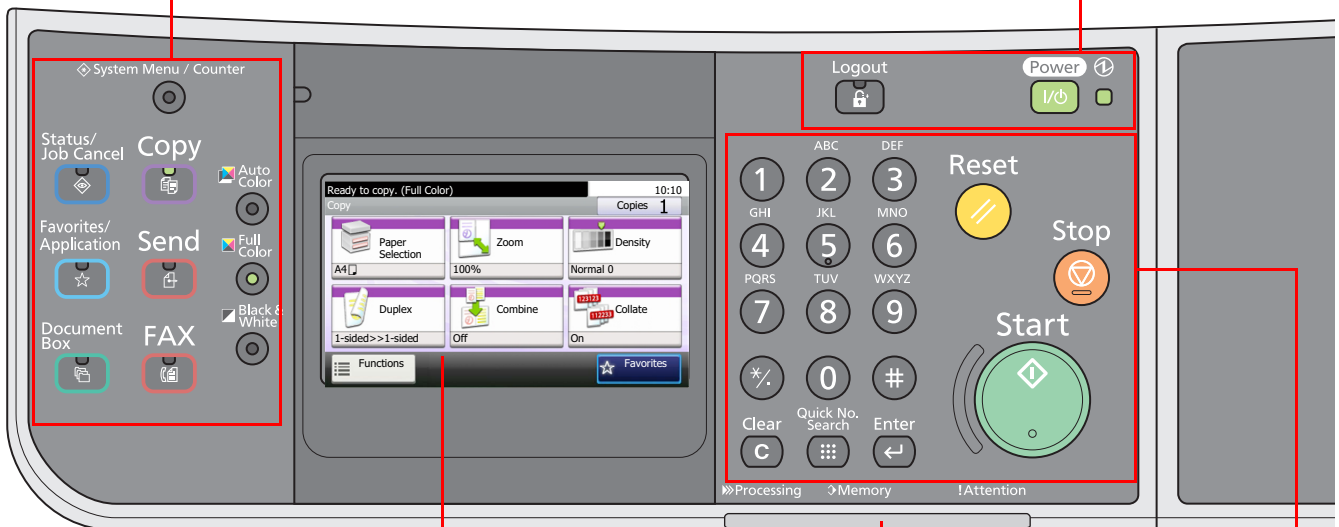 System Menu / Counter
Status/
Job Cancel
Copy
Auto
Color
Favorites/
Application
Send
Full
Color
Document
Box
FAX
Black &
White
Ready to copy. (Full Color)
10:10
Copy
Copies 1
Paper
Selection
A4
Zoom
100%
Density
Normal 0
Duplex
1-sided>>1-sided
Combine
Off
123123
112233
Collate
On
Functions
Favorites
Logout
Power
I/
ABC
DEF
1
2
3
GHI
JKL
MNO
4
5
6
PQRS
TUV
WXYZ
7
8
9
*/.
0
#
Clear
Quick No.
Search
Enter
C
Reset
Stop
Start
Processing
Memory
!Attention